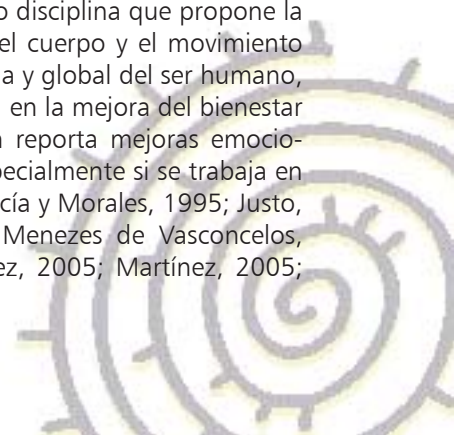 o disciplina que propone la
el cuerpo y el movimiento
a y global del ser humano,
en la mejora del bienestar
reporta mejoras emocio-
pecialmente si se trabaja en
cía y Morales, 1995; Justo,
Menezes de Vasconcelos,
ez, 2005; Martínez, 2005;